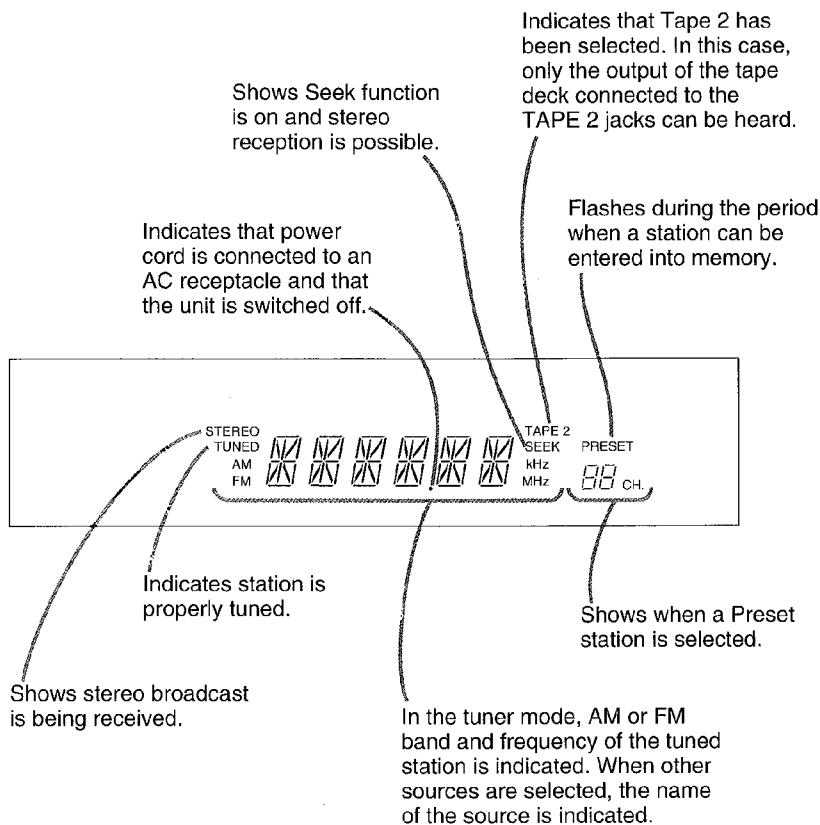 Indicates that Tape 2 has
been selected. In this case,
only the output of the tape
deck connected to the
TAPE 2 jacks can be heard.
Shows Seek function
is on and stereo
reception is possible.
Flashes during the period
when a station can be
entered into memory.
Indicates that power
cord is connected to an
AC receptacle and that
the unit is switched off.
STEREO
TUNED
AM
FM
TAPE 2
SEEK
kHz
MHz
PRESET
88 CH.
Indicates station is
properly tuned.
Shows when a Preset
station is selected.
Shows stereo broadcast
is being received.
In the tuner mode, AM or FM
band and frequency of the tuned
station is indicated. When other
sources are selected, the name
of the source is indicated.